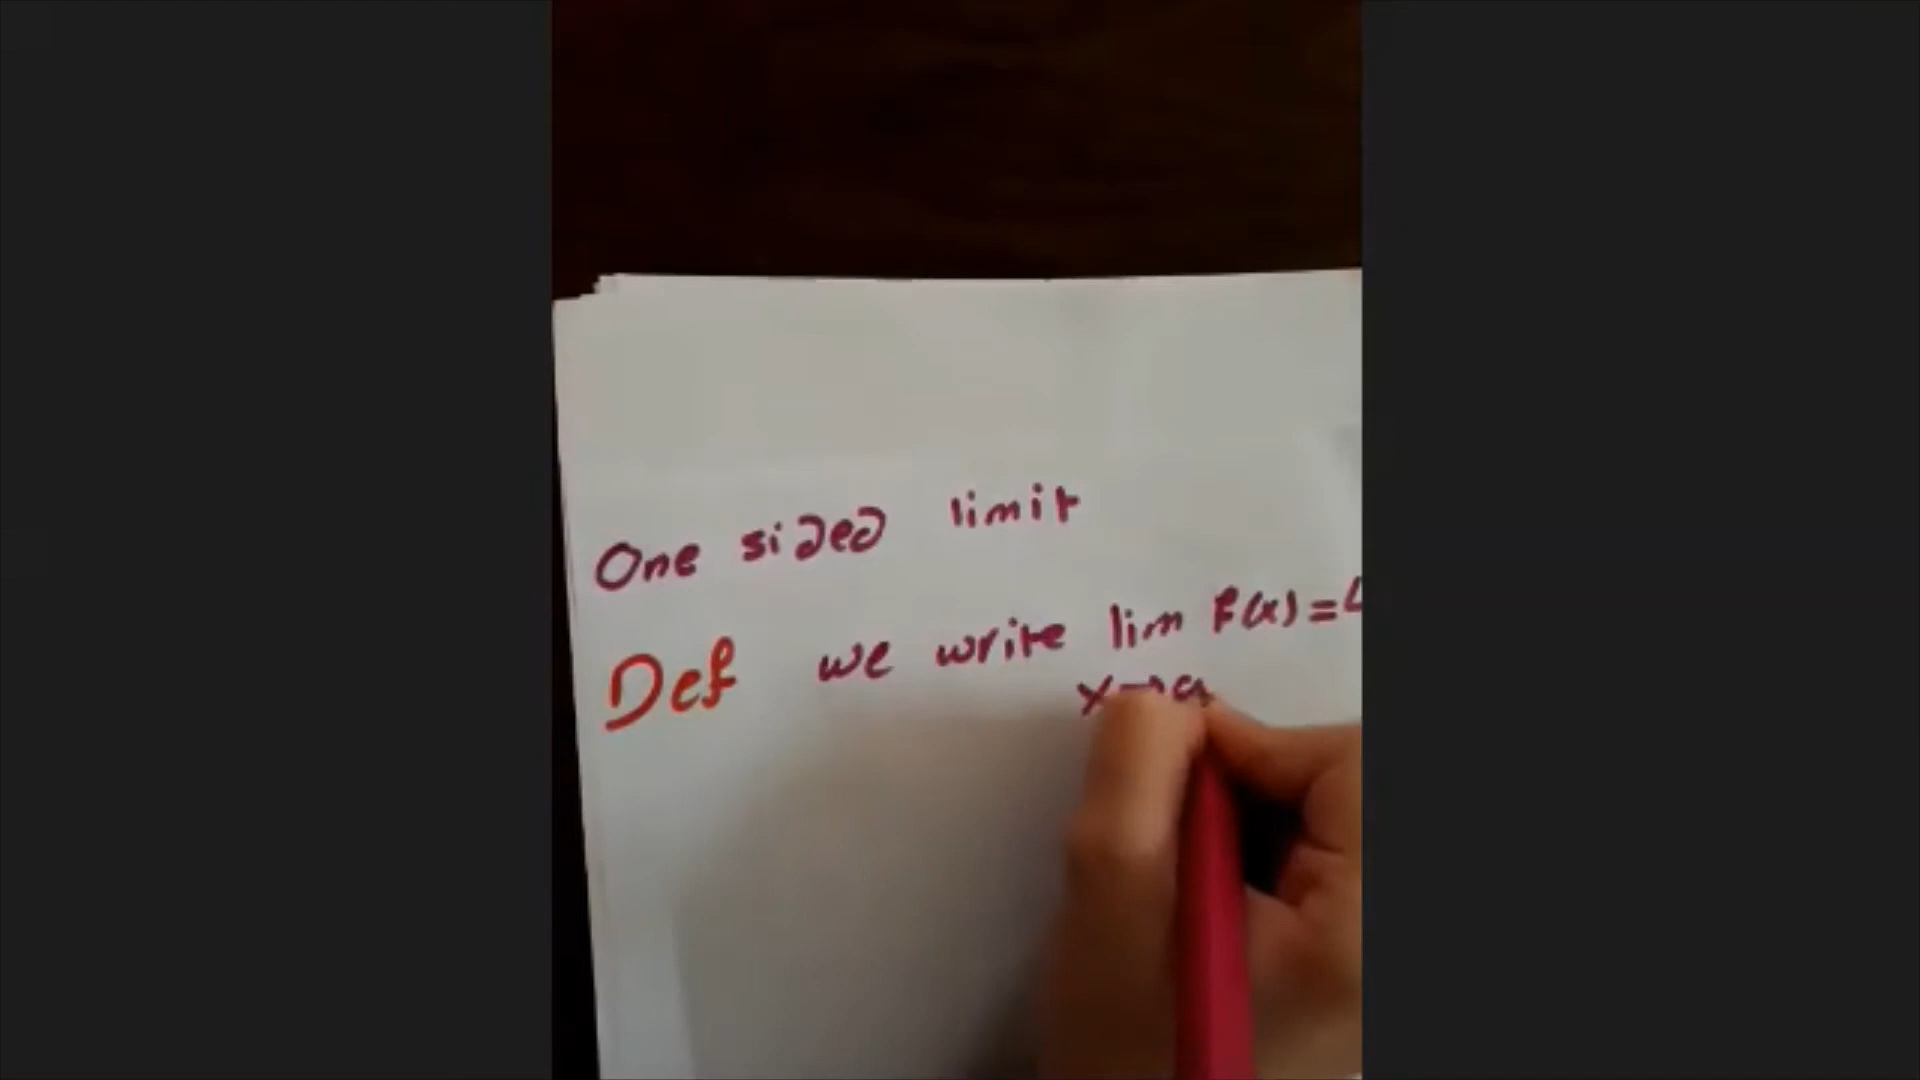 One sided limit
Def we write lim f(x) = L
x→a